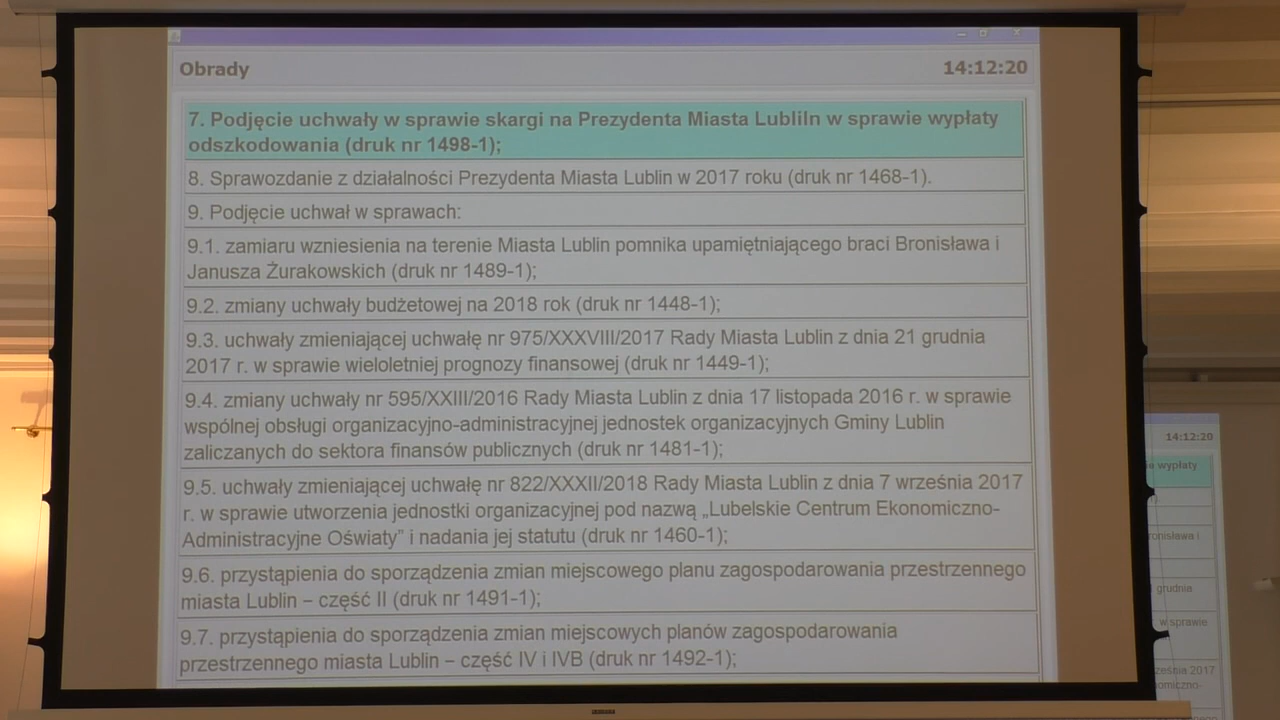 Obrady
14:12:20
7. Podjęcie uchwały w sprawie skargi na Prezydenta Miasta Lubliln w sprawie wypłaty
odszkodowania (druk nr 1498-1);
8. Sprawozdanie z działalności Prezydenta Miasta Lublin w 2017 roku (druk nr 1468-1).
9. Podjęcie uchwał w sprawach:
9.1. zamiaru wzniesienia na terenie Miasta Lublin pomnika upamiętniającego braci Bronisława i
Janusza Żurakowskich (druk nr 1489-1);
9.2. zmiany uchwały budżetowej na 2018 rok (druk nr 1448-1);
9.3. uchwały zmieniającej uchwałę nr 975/XXXVIII/2017 Rady Miasta Lublin z dnia 21 grudnia
2017 r. w sprawie wieloletniej prognozy finansowej (druk nr 1449-1);
9.4. zmiany uchwały nr 595/XXIII/2016 Rady Miasta Lublin z dnia 17 listopada 2016 r. w sprawie
wspólnej obsługi organizacyjno-administracyjnej jednostek organizacyjnych Gminy Lublin
zaliczanych do sektora finansów publicznych (druk nr 1481-1);
9.5. uchwały zmieniającej uchwałę nr 822/XXXII/2018 Rady Miasta Lublin z dnia 7 września 2017
r. w sprawie utworzenia jednostki organizacyjnej pod nazwą „Lubelskie Centrum Ekonomiczno-
Administracyjne Oświaty” i nadania jej statutu (druk nr 1460-1);
9.6. przystąpienia do sporządzenia zmian miejscowego planu zagospodarowania przestrzennego
miasta Lublin – część II (druk nr 1491-1);
9.7. przystąpienia do sporządzenia zmian miejscowych planów zagospodarowania
przestrzennego miasta Lublin – część IV i IVB (druk nr 1492-1);
14:12:20
wypłaty
ronisława i
grudnia
w sprawie
ześnia 2017
omiczno-